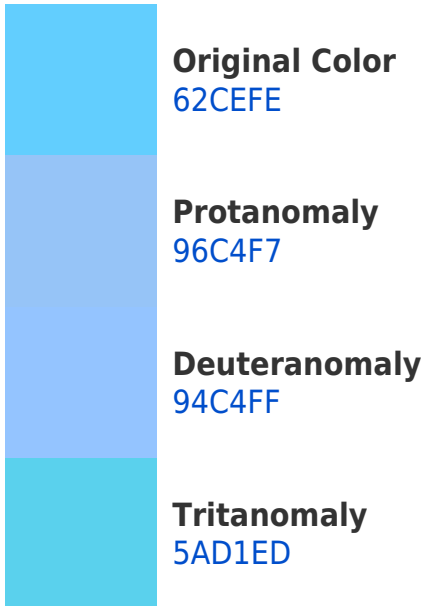 Original Color
62CEFE
Protanomaly
96C4F7
Deuteranomaly
94C4FF
Tritanomaly
5AD1ED